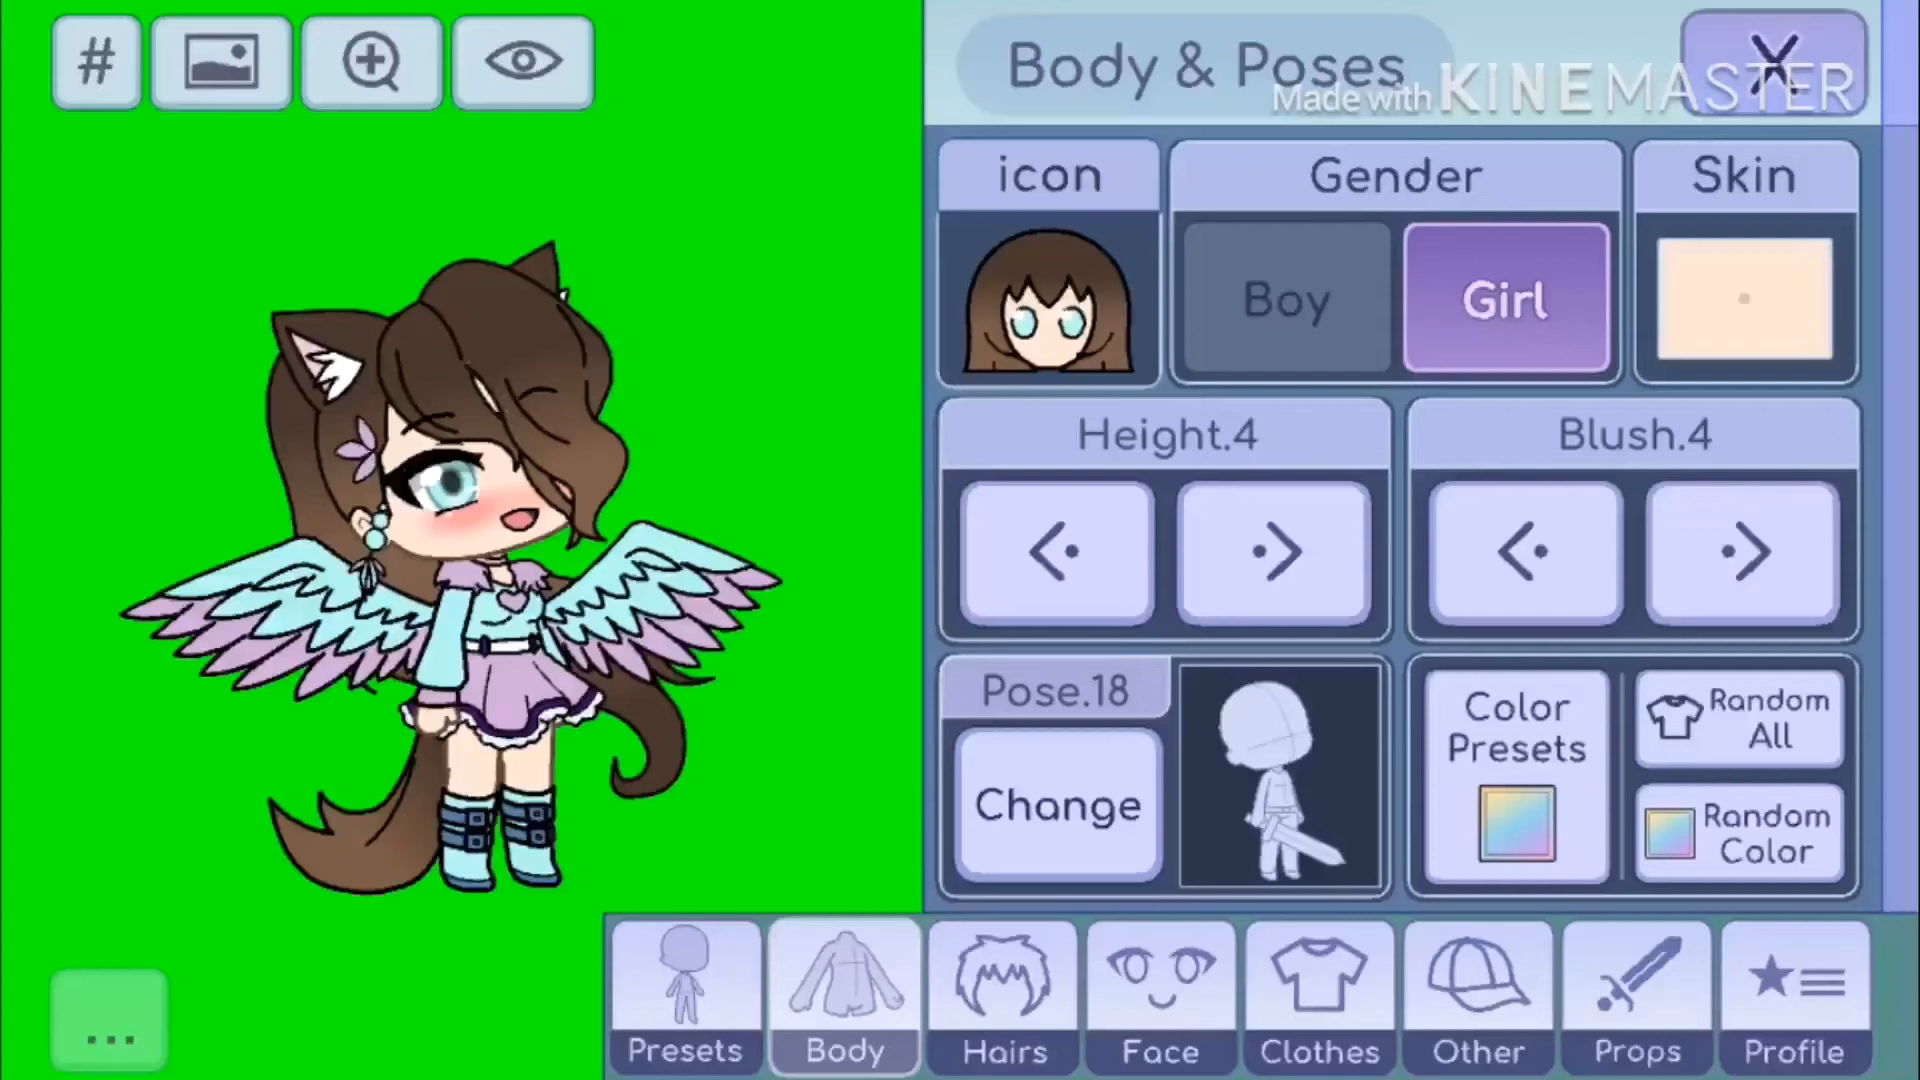 #
Body & Poses
X
Made with KINEMASTER
icon
Gender
Skin
Boy
Girl
Height.4
Blush.4
Pose.18
Change
Color
Presets
Random
All
Random
Color
...
Presets
Body
Hairs
Face
Clothes
Other
Props
Profile